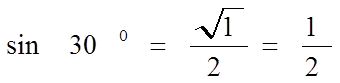 sin 30 ⁰ = √1/2 = 1/2